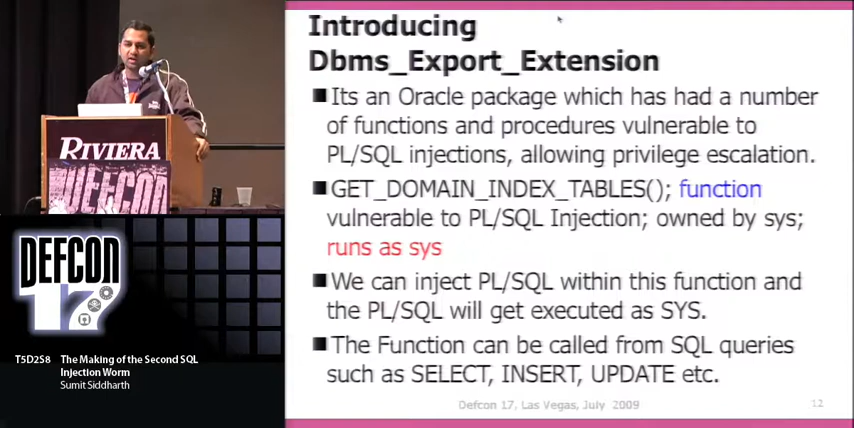 Introducing
Dbms_Export_Extension
Its an Oracle package which has had a number
of functions and procedures vulnerable to
PL/SQL injections, allowing privilege escalation.
GET_DOMAIN_INDEX_TABLES(); function
vulnerable to PL/SQL Injection; owned by sys;
runs as sys
We can inject PL/SQL within this function and
the PL/SQL will get executed as SYS.
The Function can be called from SQL queries
such as SELECT, INSERT, UPDATE etc.
Defcon 17, Las Vegas, July 2009
12
RIVIERA
DEFCON
DEFCON
17
T5D2S8 The Making of the Second SQL
Injection Worm
Sumit Siddharth